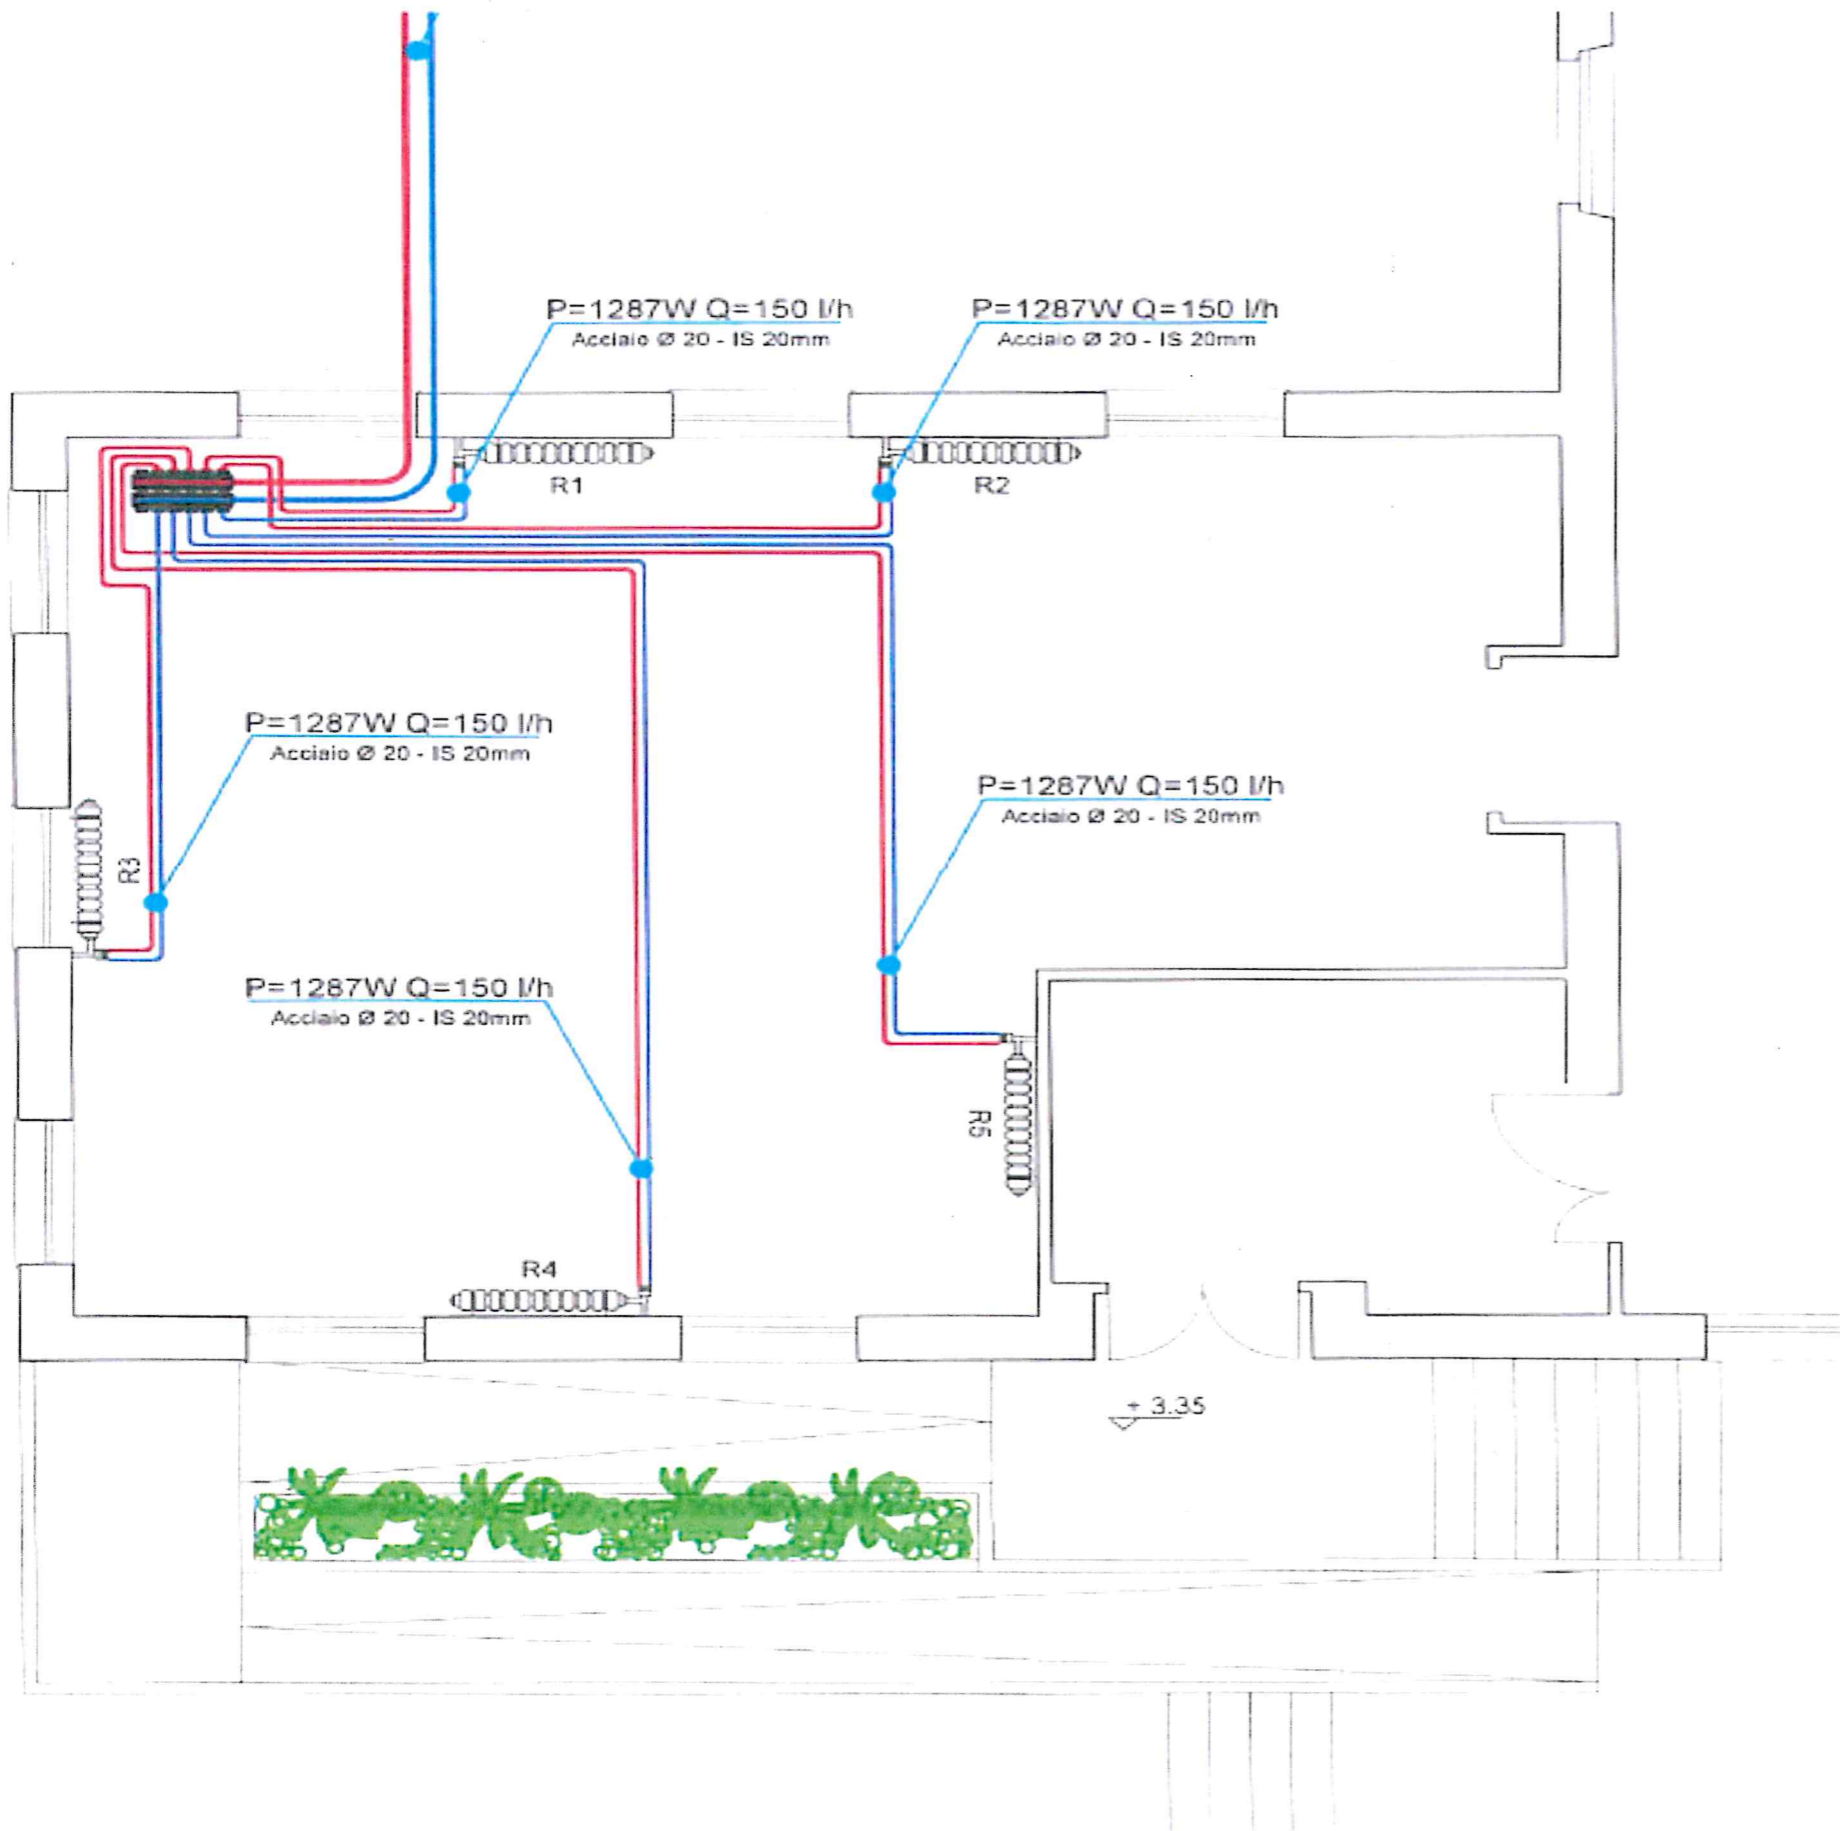 P=1287W Q=150 l/h
Acciaio Ø 20 - IS 20mm
P=1287W Q=150 l/h
Acciaio Ø 20 - IS 20mm
R1
R2
P=1287W Q=150 l/h
Acciaio Ø 20 - IS 20mm
P=1287W Q=150 l/h
Acciaio Ø 20 - IS 20mm
R3
P=1287W Q=150 l/h
Acciaio Ø 20 - IS 20mm
R5
R4
+ 3.35